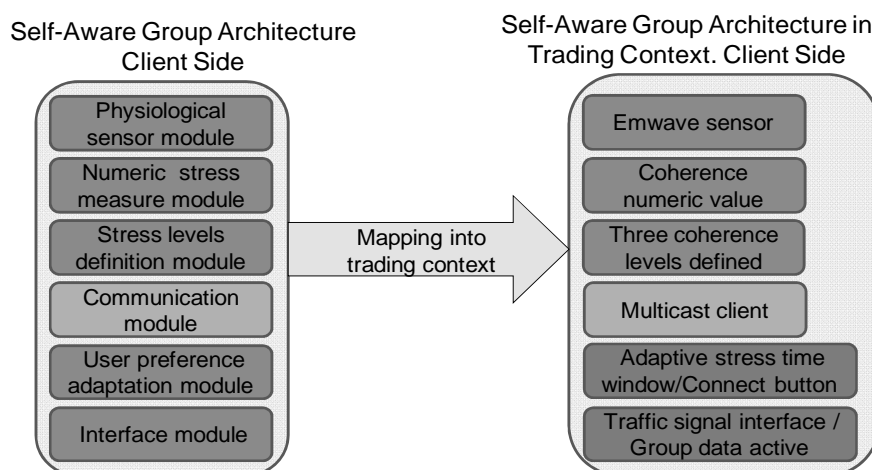 Self-Aware Group Architecture
Client Side
Physiological
sensor module
Numeric stress
measure module
Stress levels
definition module
Communication
module
User preference
adaptation module
Interface module
Mapping into
trading context
Self-Aware Group Architecture in
Trading Context. Client Side
Emwave sensor
Coherence
numeric value
Three coherence
levels defined
Multicast client
Adaptive stress time
window/Connect button
Traffic signal interface /
Group data active